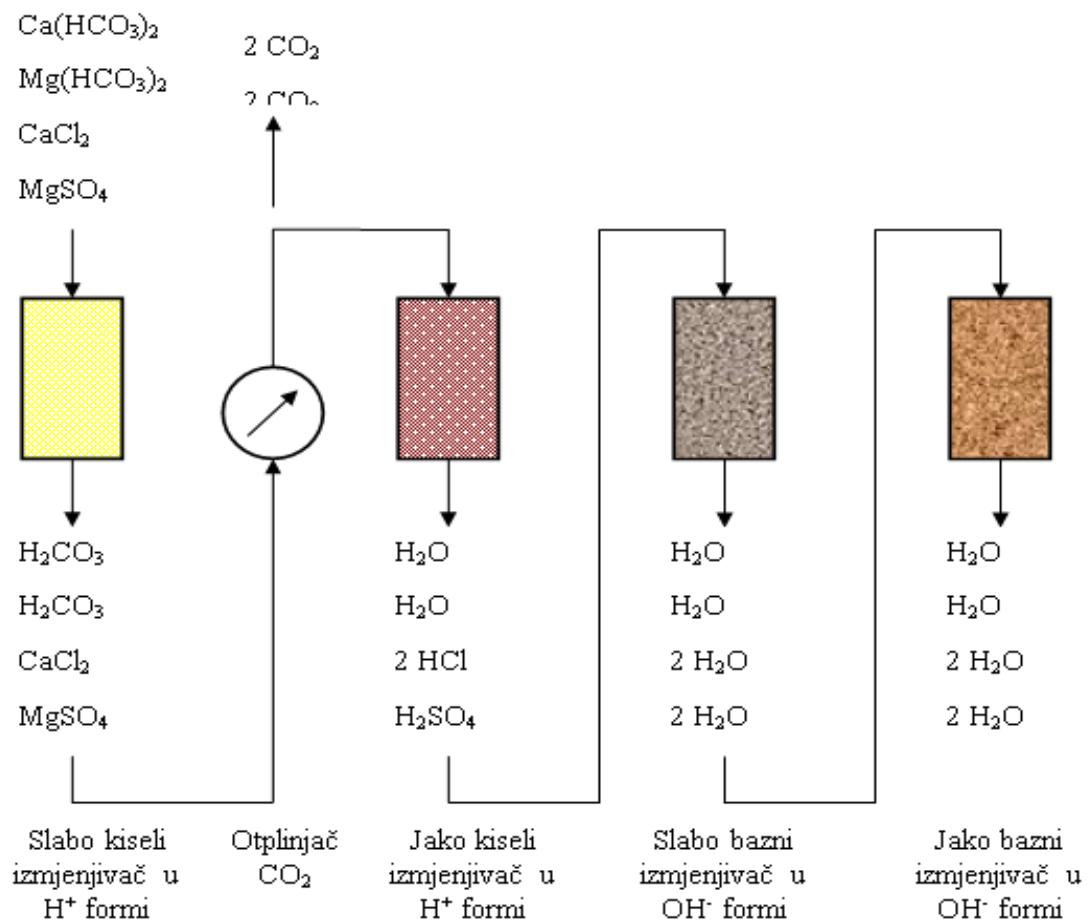 Ca(HCO₃)₂
Mg(HCO₃)₂
CaCl₂
MgSO₄
2 CO₂
2 CO₂
H₂CO₃
H₂CO₃
CaCl₂
MgSO₄
H₂O
H₂O
2 HCl
H₂SO₄
H₂O
H₂O
2 H₂O
2 H₂O
H₂O
H₂O
2 H₂O
2 H₂O
Slabo kiseli
izmjenjivač u
H⁺ formi
Otplinjač
CO₂
Jako kiseli
izmjenjivač u
H⁺ formi
Slabo bazni
izmjenjivač u
OH⁻ formi
Jako bazni
izmjenjivač u
OH⁻ formi